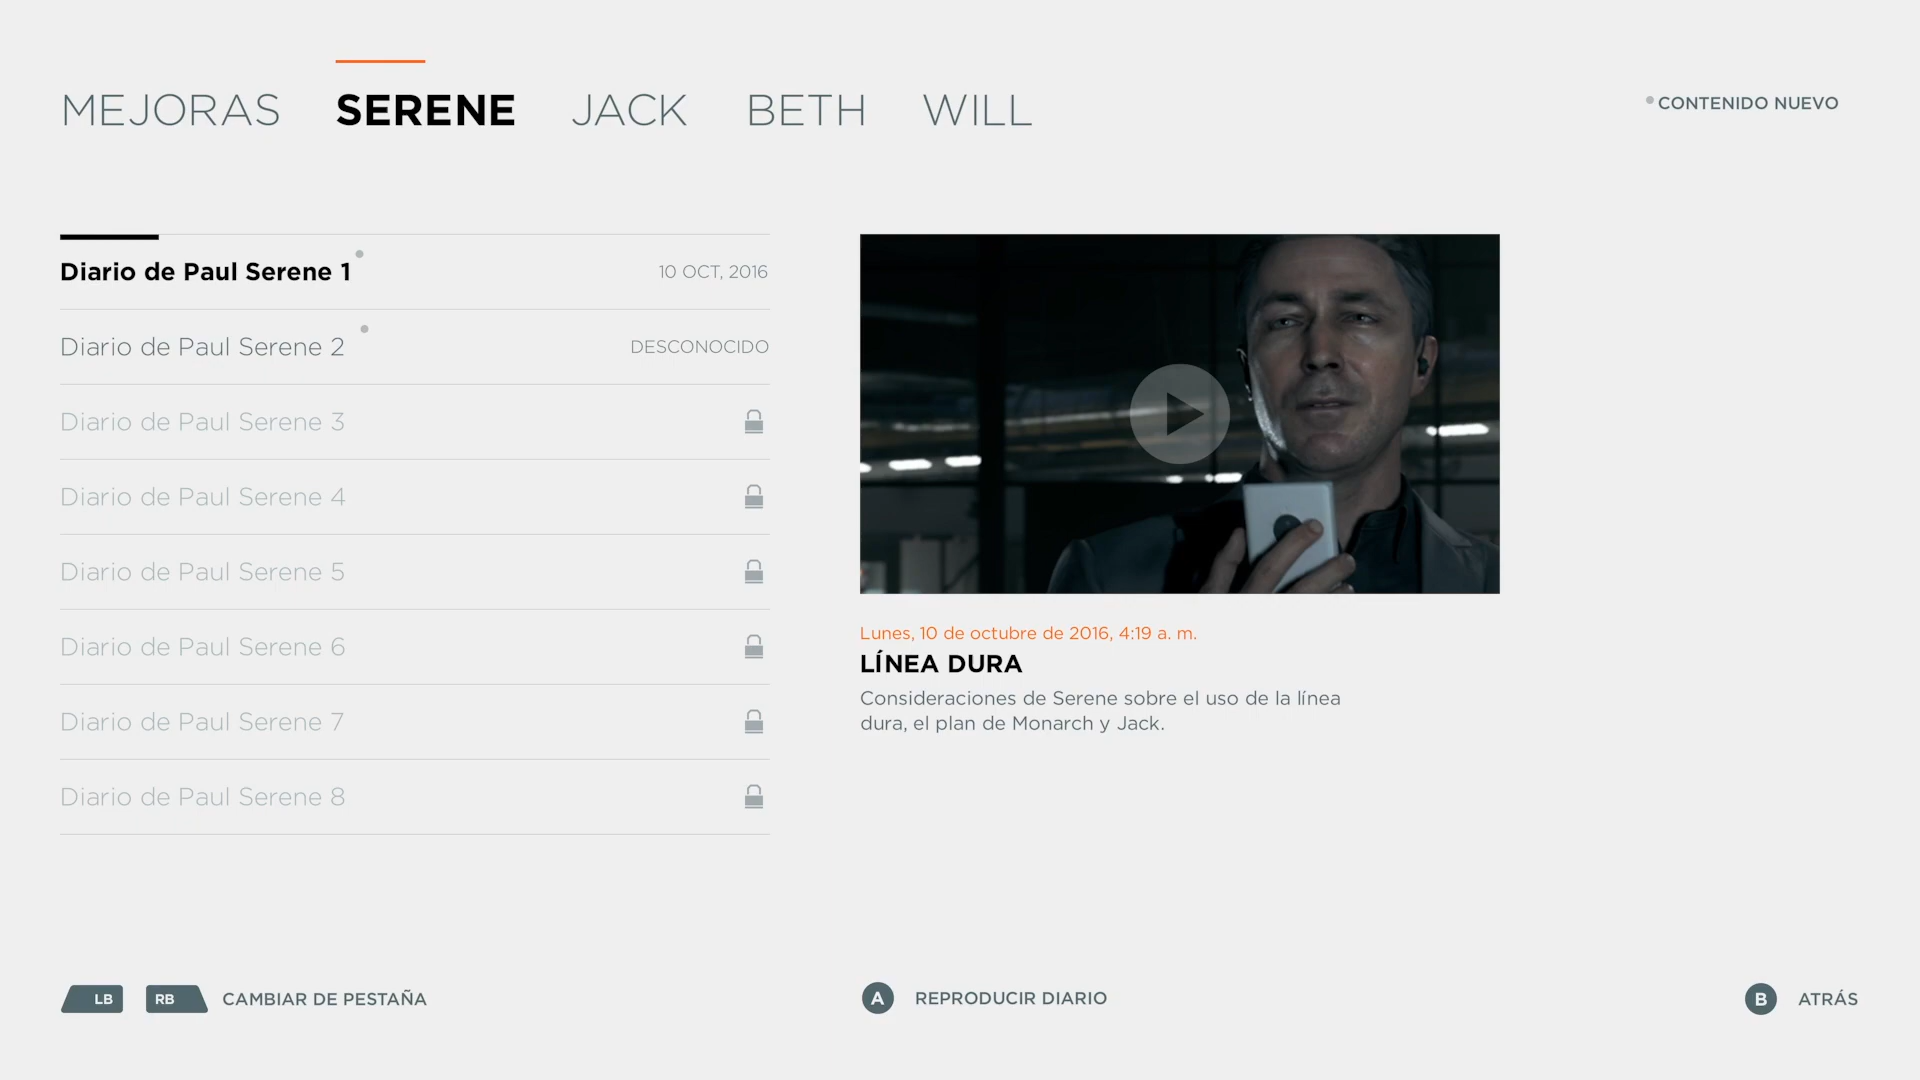 MEJORAS SERENE JACK BETH WILL
CONTENIDO NUEVO
Diario de Paul Serene 1 10 OCT, 2016
Diario de Paul Serene 2 DESCONOCIDO
Diario de Paul Serene 3
Diario de Paul Serene 4
Diario de Paul Serene 5
Diario de Paul Serene 6
Diario de Paul Serene 7
Diario de Paul Serene 8
Lunes, 10 de octubre de 2016, 4:19 a. m.
LÍNEA DURA
Consideraciones de Serene sobre el uso de la línea
dura, el plan de Monarch y Jack.
LB RB CAMBIAR DE PESTAÑA
A REPRODUCIR DIARIO
B ATRÁS